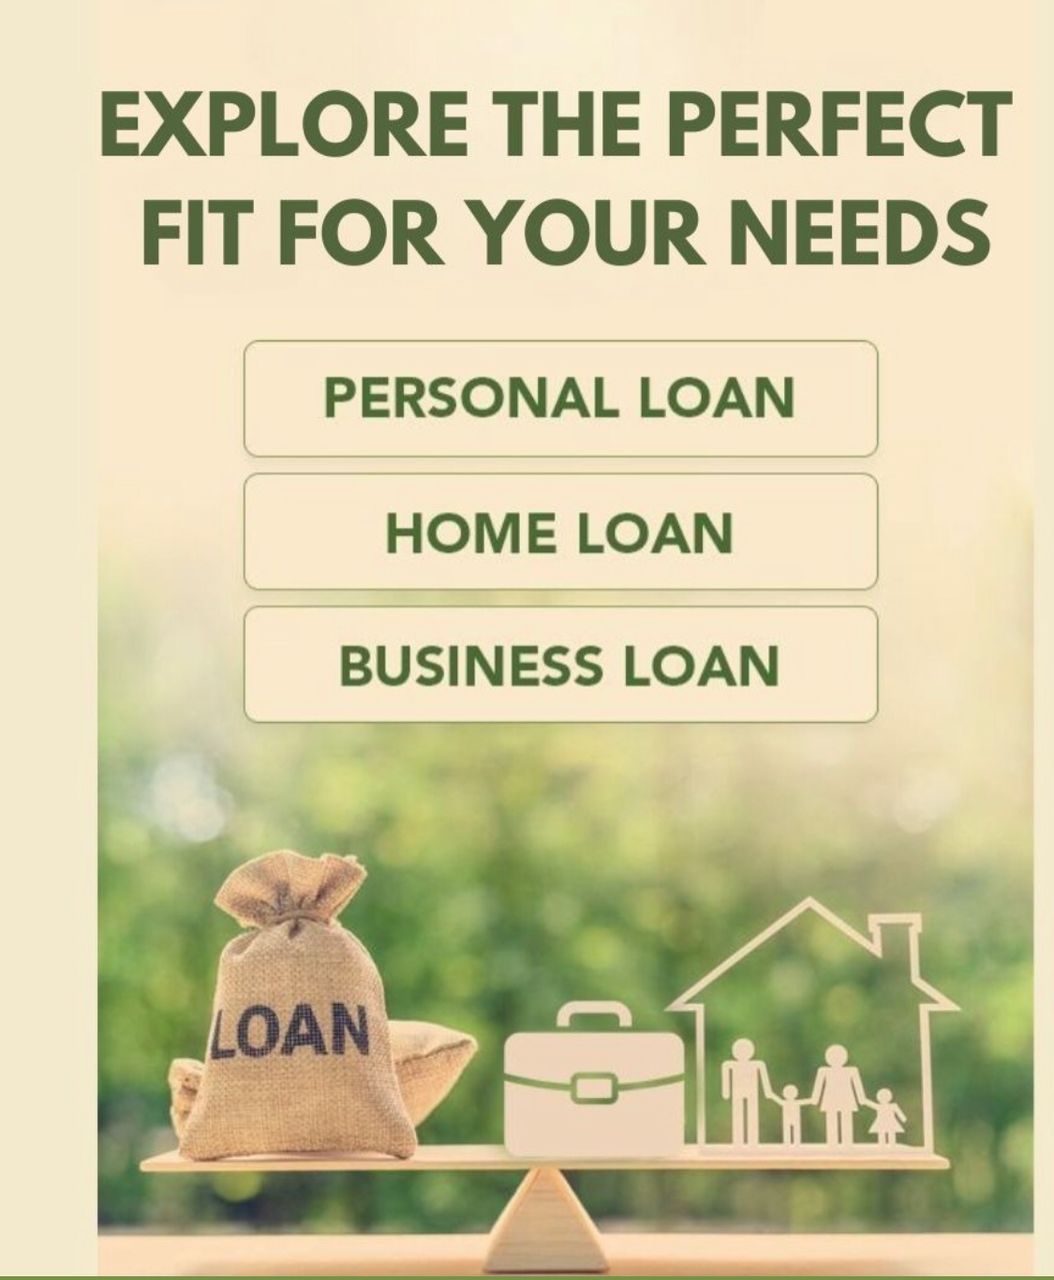 EXPLORE THE PERFECT
FIT FOR YOUR NEEDS
PERSONAL LOAN
HOME LOAN
BUSINESS LOAN
LOAN